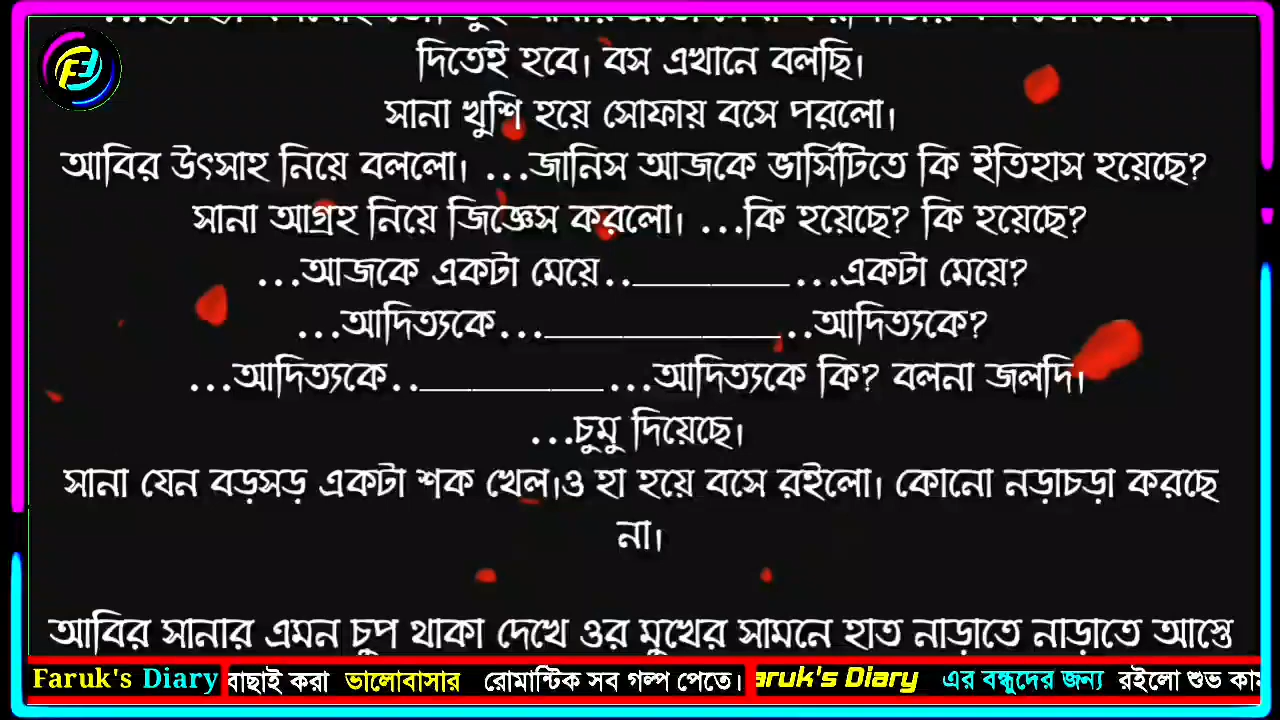 দিতেই হবে। বস এখানে বলছি।
সানা খুশি হয়ে সোফায় বসে পরলো।
আবির উৎসাহ নিয়ে বললো। ...জানিস আজকে ভার্সিটিতে কি ইতিহাস হয়েছে?
সানা আগ্রহ নিয়ে জিজ্ঞেস করলো। ...কি হয়েছে? কি হয়েছে?
...আজকে একটা মেয়ে..________...একটা মেয়ে?
...আদিত্যকে...____________..আদিত্যকে?
...আদিত্যকে.._________...আদিত্যকে কি? বলনা জলদি।
...চুমু দিয়েছে।
সানা যেন বড়সড় একটা শক খেল।ও হা হয়ে বসে রইলো। কোনো নড়াচড়া করছে
না।
আবির সানার এমন চুপ থাকা দেখে ওর মুখের সামনে হাত নাড়াতে নাড়াতে আস্তে
Faruk's Diary বাছাই করা ভালোবাসার রোমান্টিক সব গল্প পেতে। aruk's Diary এর বন্ধুদের জন্য রইলো শুভ